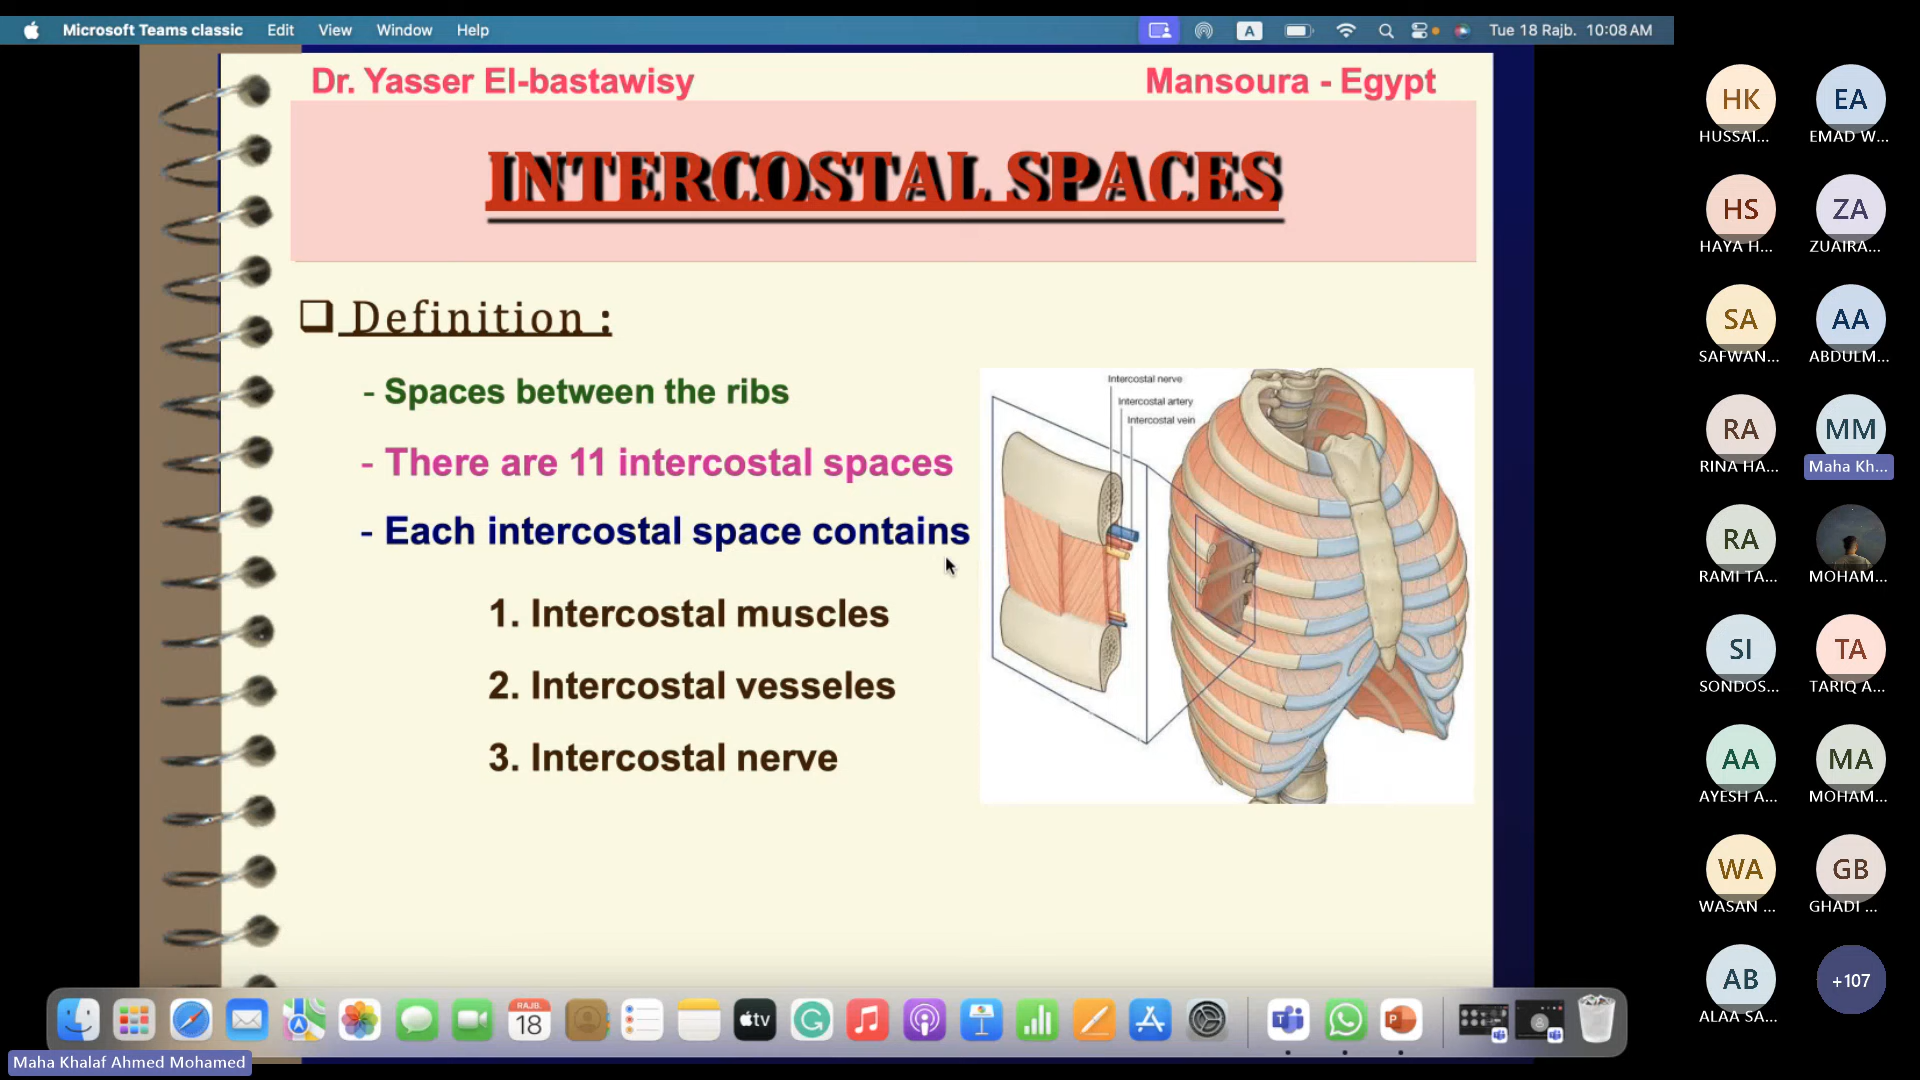 Microsoft Teams classic Edit View Window Help
A
Tue 18 Rajb. 10:08 AM
Dr. Yasser El-bastawisy
Mansoura - Egypt
INTERCOSTAL SPACES
Definition :
- Spaces between the ribs
- There are 11 intercostal spaces
- Each intercostal space contains
1. Intercostal muscles
2. Intercostal vesseles
3. Intercostal nerve
Intercostal nerve
Intercostal artery
Intercostal vein
HK
HUSSAI...
EA
EMAD W...
HS
HAYA H...
ZA
ZUAIRA...
SA
SAFWAN...
AA
ABDULM...
RA
RINA HA...
MM
Maha Kh...
RA
RAMI TA...
MOHAM...
SI
SONDOS...
TA
TARIQ A...
AA
AYESH A...
MA
MOHAM...
WA
WASAN ...
GB
GHADI ...
AB
ALAA SA...
+107
RAJB.
18
tv
Maha Khalaf Ahmed Mohamed